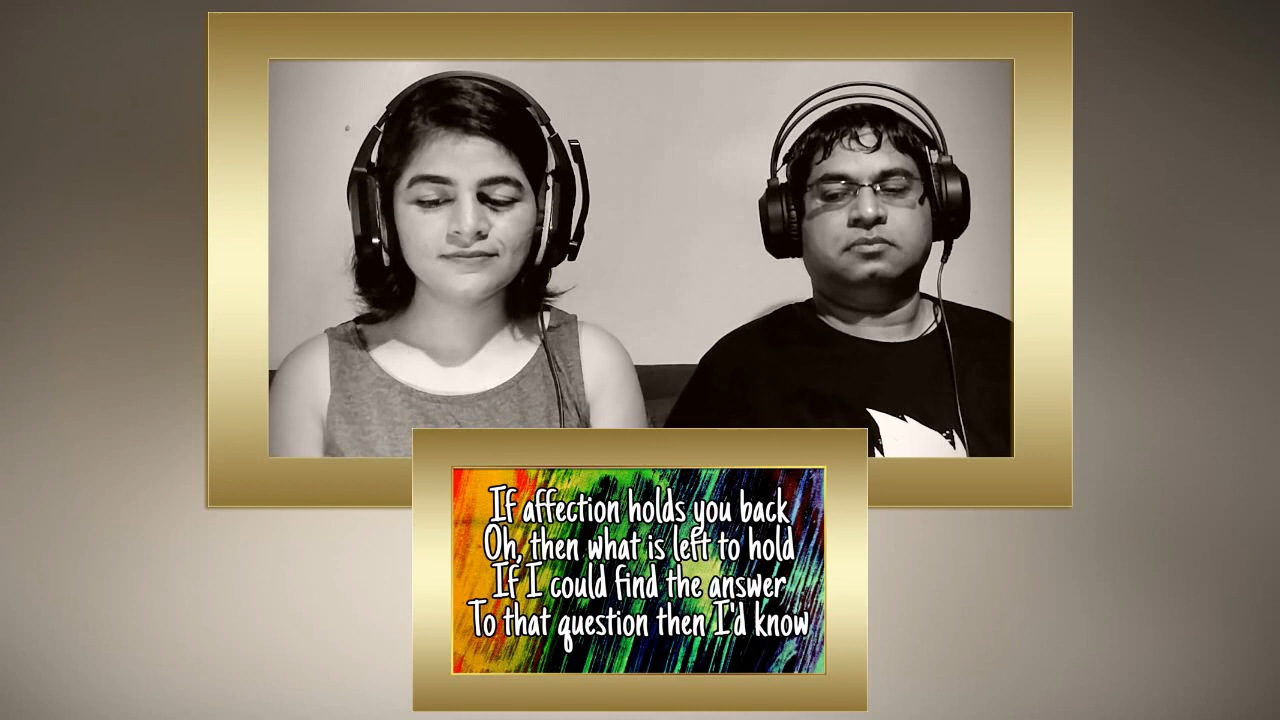 If affection holds you back
Oh, then what is left to hold
If I could find the answer
To that question then I'd know